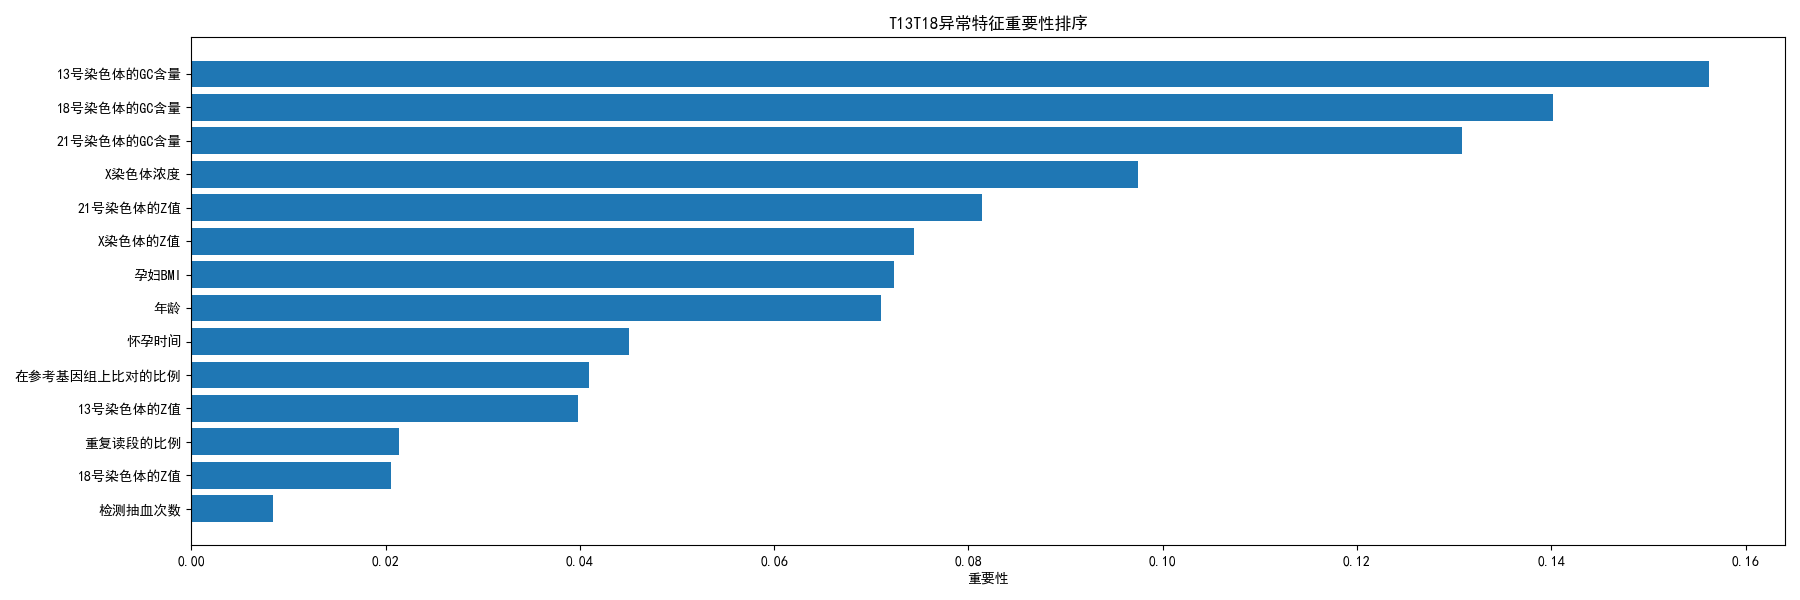 T13T18异常特征重要性排序
13号染色体的GC含量
18号染色体的GC含量
21号染色体的GC含量
X染色体浓度
21号染色体的Z值
X染色体的Z值
孕妇BMI
年龄
怀孕时间
在参考基因组上比对的比例
13号染色体的Z值
重复读段的比例
18号染色体的Z值
检测抽血次数
0.00 0.02 0.04 0.06 0.08 0.10 0.12 0.14 0.16
重要性